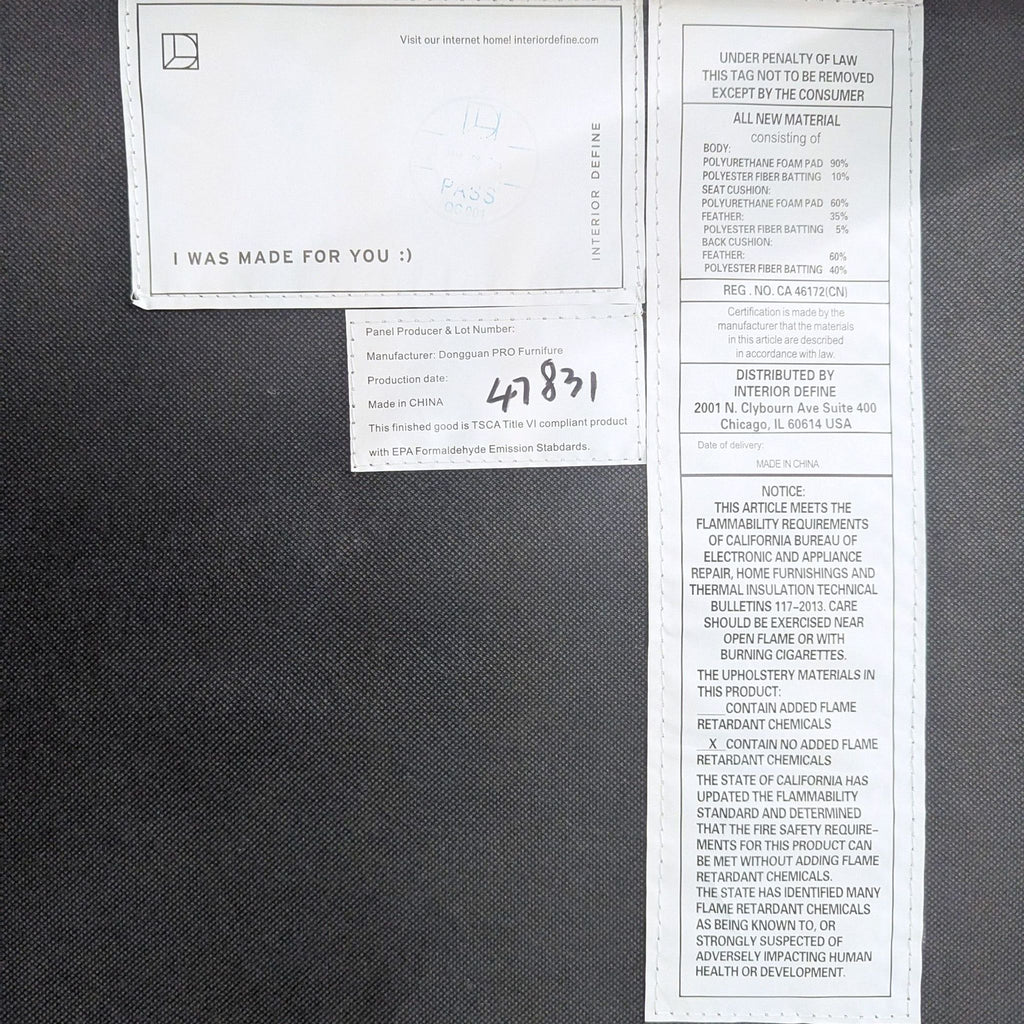 Visit our internet home! interiordefine.com
PASS
INTERIOR DEFINE
I WAS MADE FOR YOU :)
Panel Producer & Lot Number:
Manufacturer: Dongguan PRO Furnifure
Production date:
47831
Made in CHINA
This finished good is TSCA Title VI compliant product
with EPA Formaldehyde Emission Stabdards.
UNDER PENALTY OF LAW
THIS TAG NOT TO BE REMOVED
EXCEPT BY THE CONSUMER
ALL NEW MATERIAL
consisting of
BODY:
POLYURETHANE FOAM PAD 90%
POLYESTER FIBER BATTING 10%
SEAT CUSHION:
POLYURETHANE FOAM PAD 60%
FEATHER: 35%
POLYESTER FIBER BATTING 5%
BACK CUSHION:
FEATHER: 60%
POLYESTER FIBER BATTING 40%
REG . NO. CA 46172(CN)
Certification is made by the
manufacturer that the materials
in this article are described
in accordance with law.
DISTRIBUTED BY
INTERIOR DEFINE
2001 N. Clybourn Ave Suite 400
Chicago, IL 60614 USA
Date of delivery:
MADE IN CHINA
NOTICE:
THIS ARTICLE MEETS THE
FLAMMABILITY REQUIREMENTS
OF CALIFORNIA BUREAU OF
ELECTRONIC AND APPLIANCE
REPAIR, HOME FURNISHINGS AND
THERMAL INSULATION TECHNICAL
BULLETINS 117-2013. CARE
SHOULD BE EXERCISED NEAR
OPEN FLAME OR WITH
BURNING CIGARETTES.
THE UPHOLSTERY MATERIALS IN
THIS PRODUCT:
____CONTAIN ADDED FLAME
RETARDANT CHEMICALS
__X_CONTAIN NO ADDED FLAME
RETARDANT CHEMICALS
THE STATE OF CALIFORNIA HAS
UPDATED THE FLAMMABILITY
STANDARD AND DETERMINED
THAT THE FIRE SAFETY REQUIRE-
MENTS FOR THIS PRODUCT CAN
BE MET WITHOUT ADDING FLAME
RETARDANT CHEMICALS.
THE STATE HAS IDENTIFIED MANY
FLAME RETARDANT CHEMICALS
AS BEING KNOWN TO, OR
STRONGLY SUSPECTED OF
ADVERSELY IMPACTING HUMAN
HEALTH OR DEVELOPMENT.